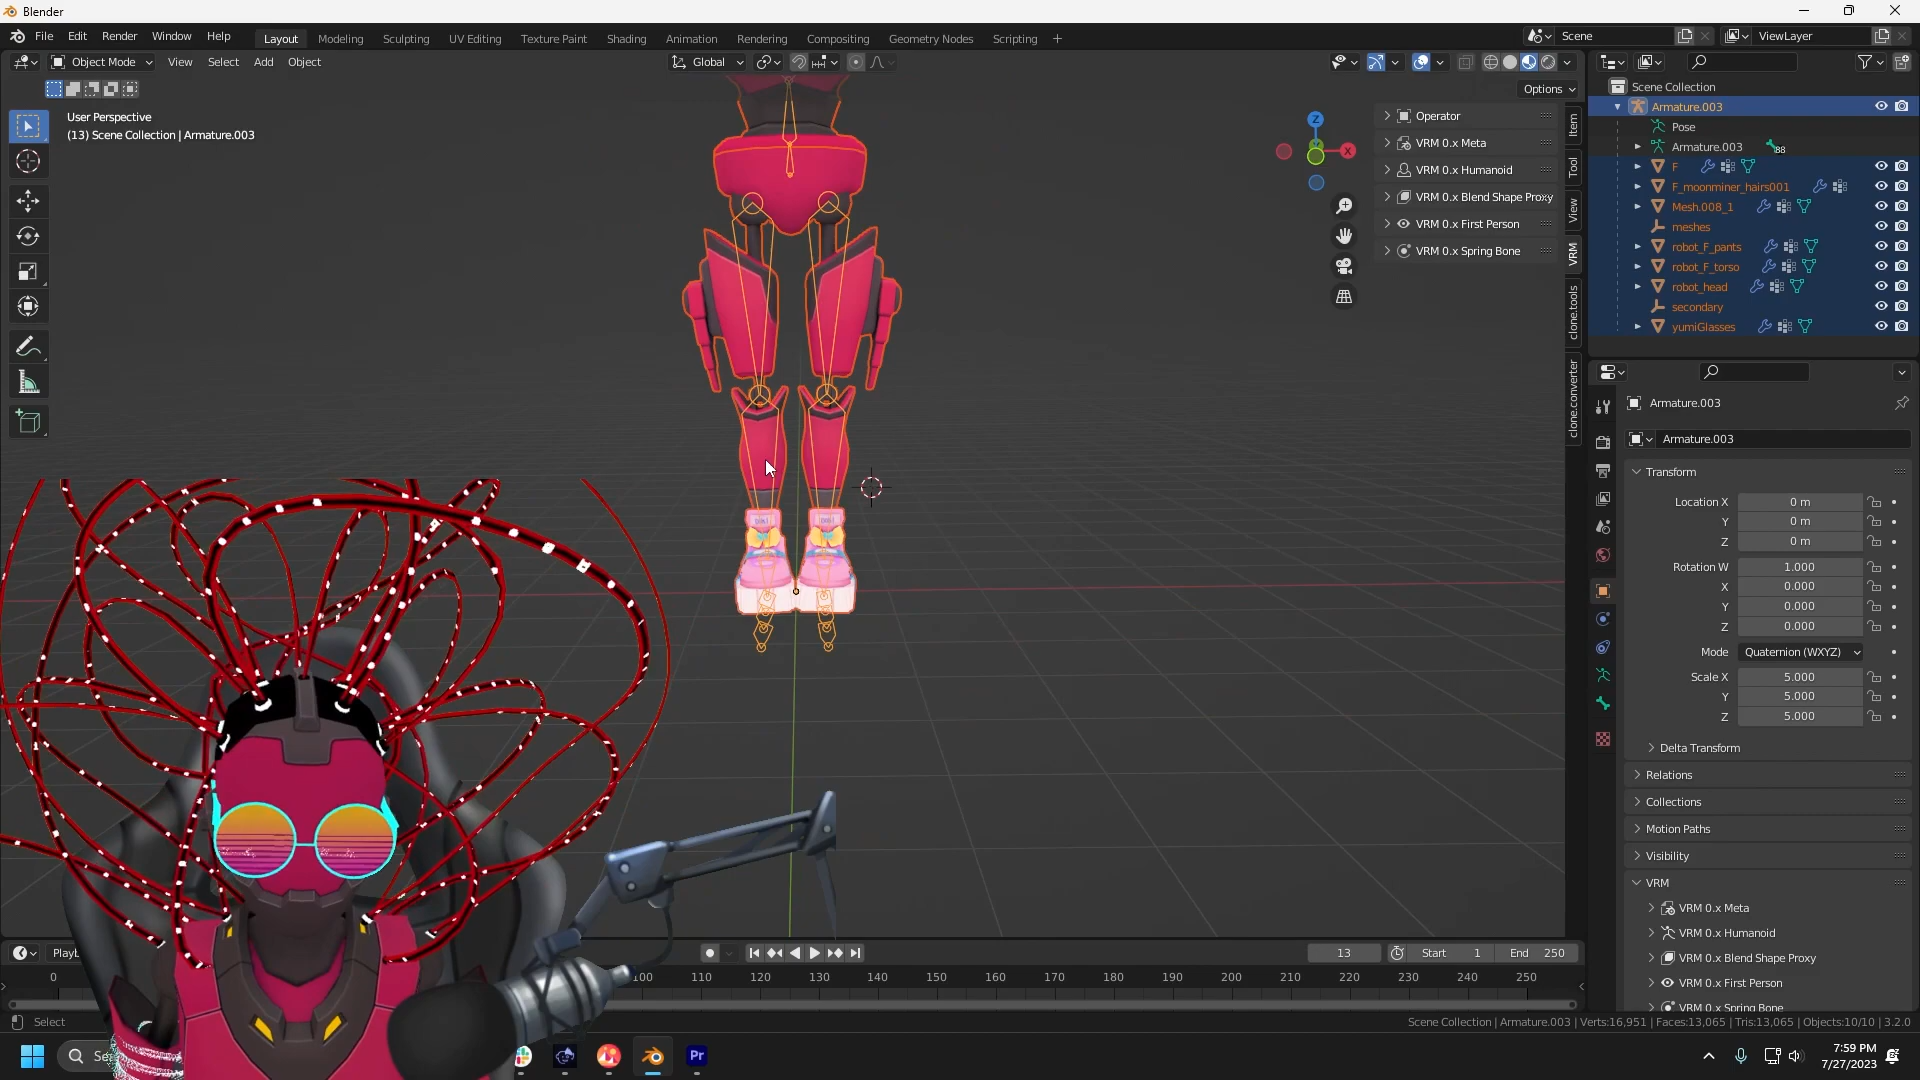 Blender
File Edit Render Window Help
Layout Modeling Sculpting UV Editing Texture Paint Shading Animation Rendering Compositing Geometry Nodes Scripting
Scene
ViewLayer
Object Mode View Select Add Object
Global
Options
User Perspective
(13) Scene Collection | Armature.003
Z
X
Operator
VRM 0.x Meta
VRM 0.x Humanoid
VRM 0.x Blend Shape Proxy
VRM 0.x First Person
VRM 0.x Spring Bone
Item
Tool
View
VRM
clone.tools
clone.converter
Scene Collection
Armature.003
Pose
Armature.003 88
F
F_moonminer_hairs001
Mesh.008_1
meshes
robot_F_pants
robot_F_torso
robot_head
secondary
yumiGlasses
Armature.003
Armature.003
Transform
Location X 0 m
Y 0 m
Z 0 m
Rotation W 1.000
X 0.000
Y 0.000
Z 0.000
Mode Quaternion (WXYZ)
Scale X 5.000
Y 5.000
Z 5.000
Delta Transform
Relations
Collections
Motion Paths
Visibility
VRM
VRM 0.x Meta
VRM 0.x Humanoid
VRM 0.x Blend Shape Proxy
VRM 0.x First Person
VRM 0.x Spring Bone
Playb
13 Start 1 End 250
0 100 110 120 130 140 150 160 170 180 190 200 210 220 230 240 250
Select
Scene Collection | Armature.003 | Verts:16,951 | Faces:13,065 | Tris:13,065 | Objects:10/10 | 3.2.0
Se
Pr
7:59 PM
7/27/2023